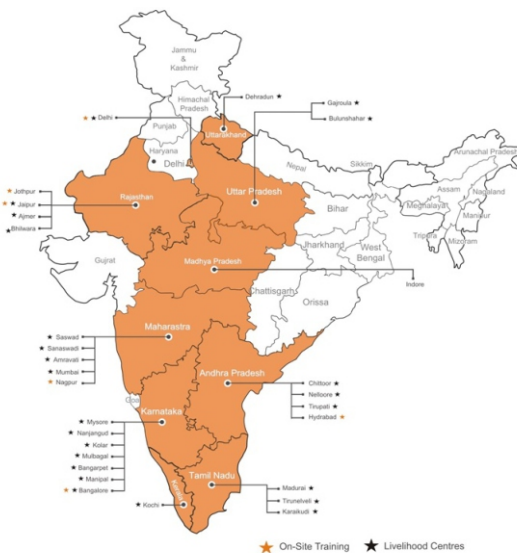 Jammu
&
Kashmir
Himachal
Pradesh
Punjab
Haryana
Delhi
Delhi
Dehradun
Uttarakhand
Gajroula
Bulunshahar
Nepal
Sikkim
Arunachal Pradesh
Assam
Nagaland
Meghalaya
Manipur
Tripura
Mizoram
Jothpur
Jaipur
Ajmer
Bhilwara
Rajasthan
Uttar Pradesh
Bihar
Jharkhand
West
Bengal
Gujrat
Madhya Pradesh
Indore
Chattisgarh
Orissa
Saswad
Sanaswadi
Amravati
Mumbai
Nagpur
Maharastra
Andhra Pradesh
Chittoor
Nelloore
Tirupati
Hydrabad
Goa
Karnataka
Mysore
Nanjangud
Kolar
Mulbagal
Bangarpet
Manipal
Bangalore
Kerala
Kochi
Tamil Nadu
Madurai
Tirunelveli
Karaikudi
On-Site Training
Livelihood Centres